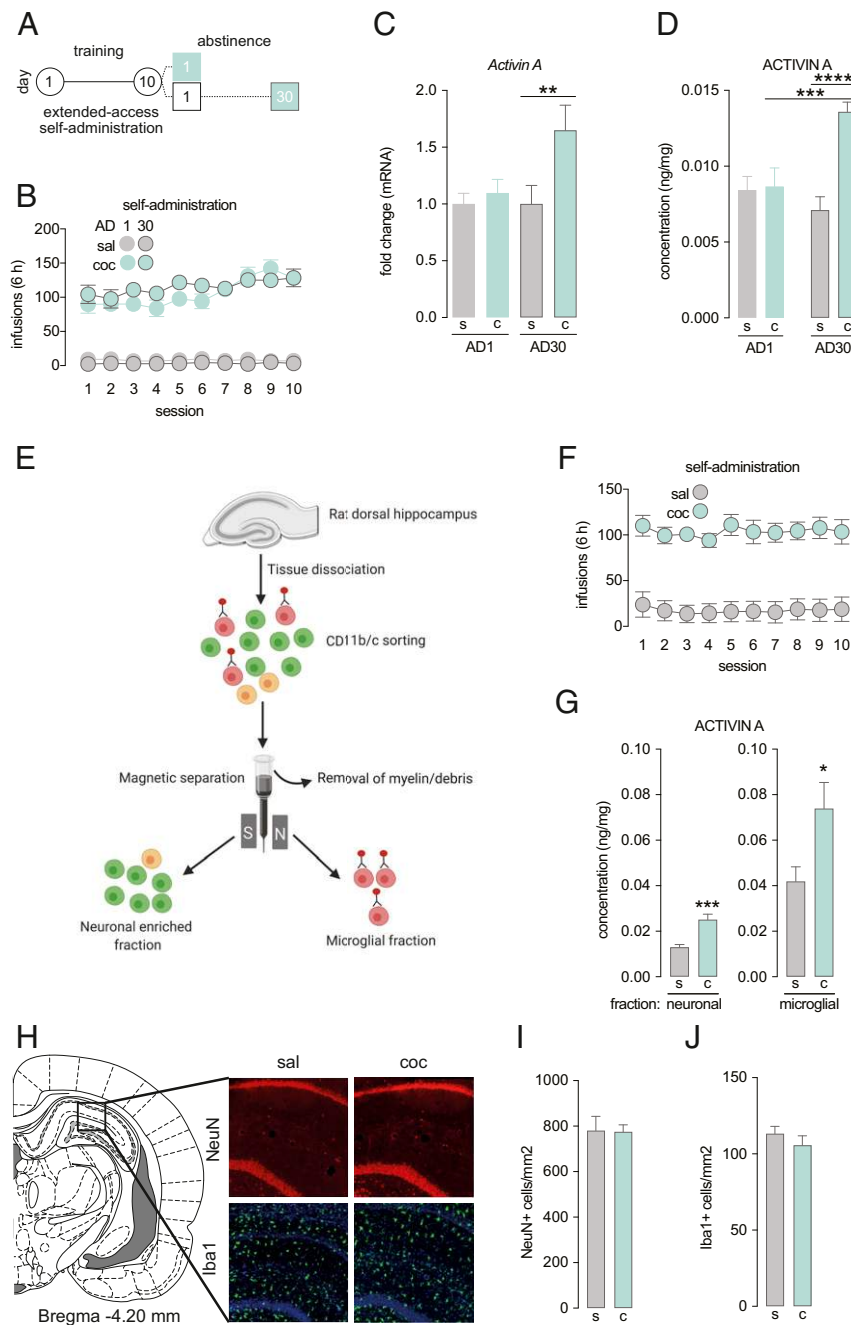 A
training
abstinence
day
1
10
1
1
30
extended-access
self-administration
B
self-administration
AD 1 30
sal
coc
infusions (6 h)
200
150
100
50
0
1 2 3 4 5 6 7 8 9 10
session
C
Activin A
fold change (mRNA)
2.0
1.5
1.0
0.5
0.0
**
s c s c
AD1 AD30
D
ACTIVIN A
concentration (ng/mg)
0.015
0.010
0.005
0.000
****
***
s c s c
AD1 AD30
E
Rat dorsal hippocampus
Tissue dissociation
CD11b/c sorting
Magnetic separation
Removal of myelin/debris
S N
Neuronal enriched
fraction
Microglial fraction
F
self-administration
sal
coc
infusions (6 h)
150
100
50
0
1 2 3 4 5 6 7 8 9 10
session
G
ACTIVIN A
concentration (ng/mg)
0.10
0.08
0.06
0.04
0.02
0.00
***
s c
0.10
0.08
0.06
0.04
0.02
0.00
*
s c
fraction: neuronal microglial
H
sal coc
NeuN
Iba1
Bregma -4.20 mm
I
NeuN+ cells/mm2
1000
800
600
400
200
0
s c
J
Iba1+ cells/mm2
150
100
50
0
s c